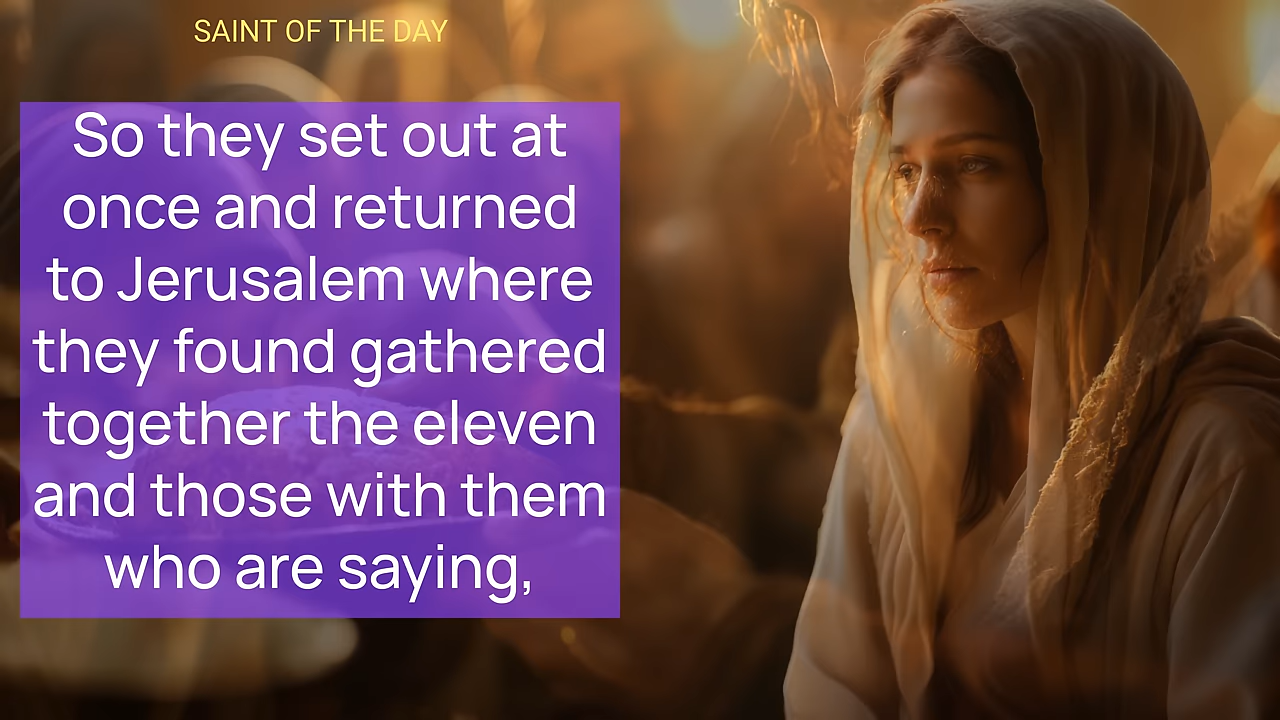 SAINT OF THE DAY
So they set out at
once and returned
to Jerusalem where
they found gathered
together the eleven
and those with them
who are saying,